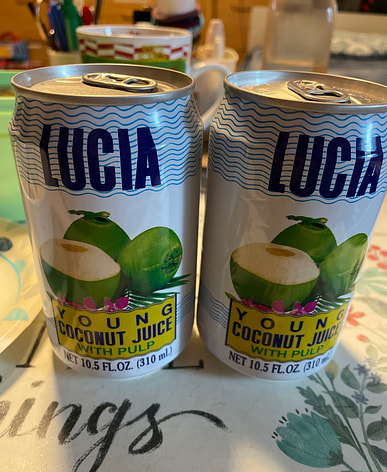 LUCIA
YOUNG
COCONUT JUICE
WITH PULP
NET 10.5 FL.OZ. (310 mL)
LUCIA
YOUNG
COCONUT JUICE
WITH PULP
NET 10.5 FL.OZ. (310 mL)